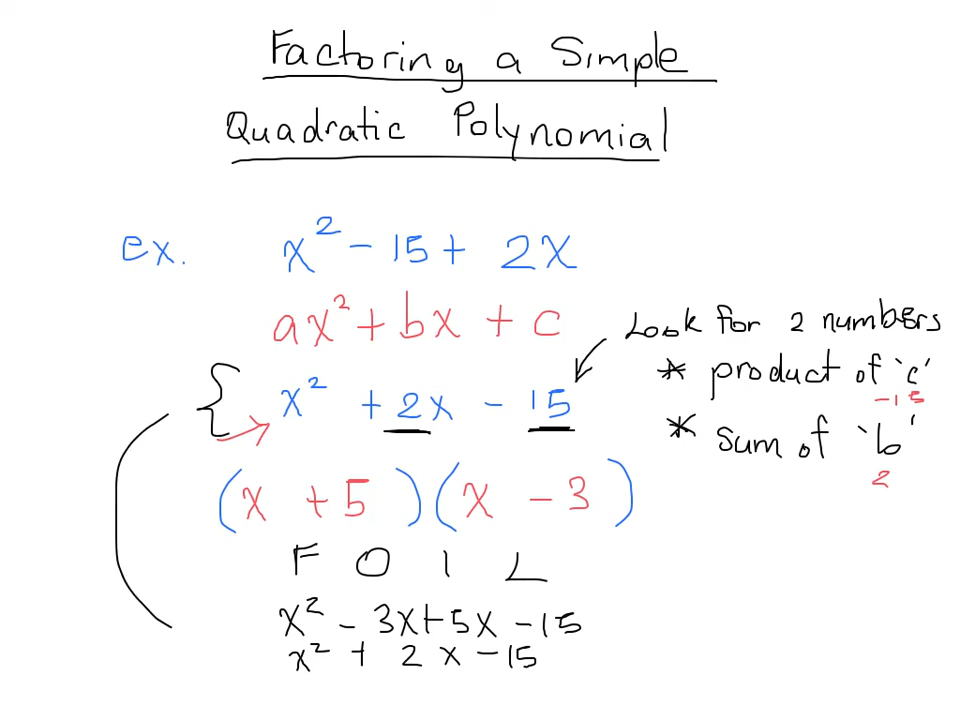 Factoring a Simple
Quadratic Polynomial
ex. x² - 15 + 2x
ax² + bx + c
x² + 2x - 15
Look for 2 numbers
* product of 'c'
-15
* sum of 'b'
2
(x + 5)(x - 3)
F O I L
x² - 3x + 5x - 15
x² + 2x - 15